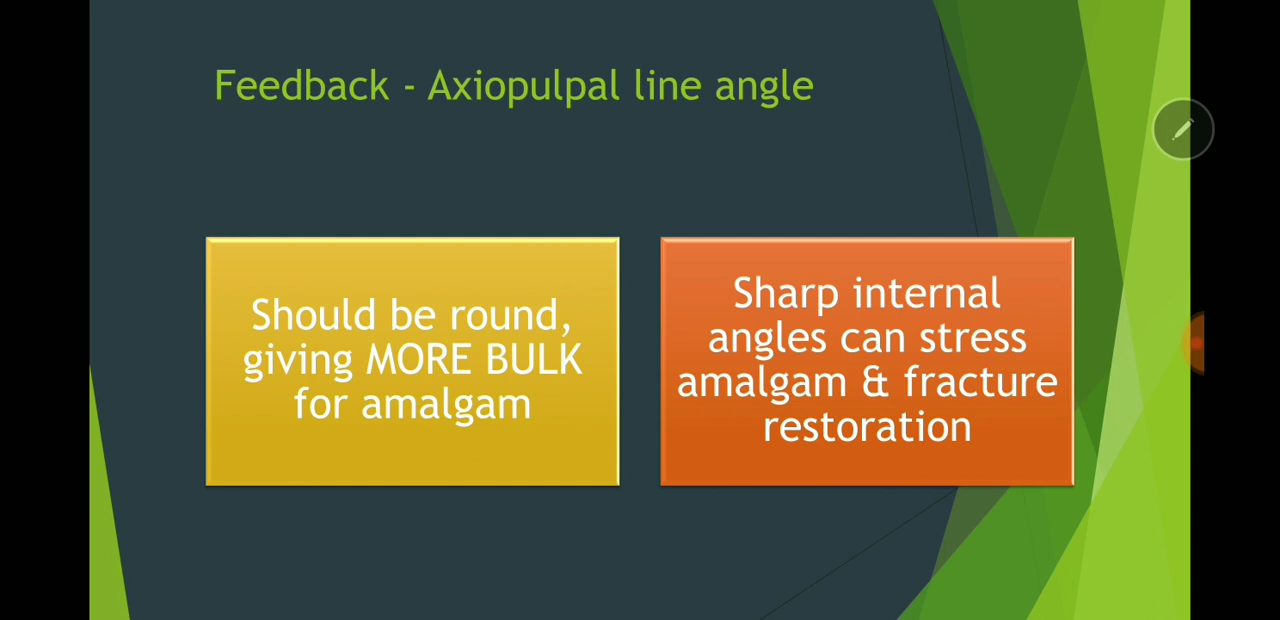 Feedback - Axiopulpal line angle
Should be round,
giving MORE BULK
for amalgam
Sharp internal
angles can stress
amalgam & fracture
restoration